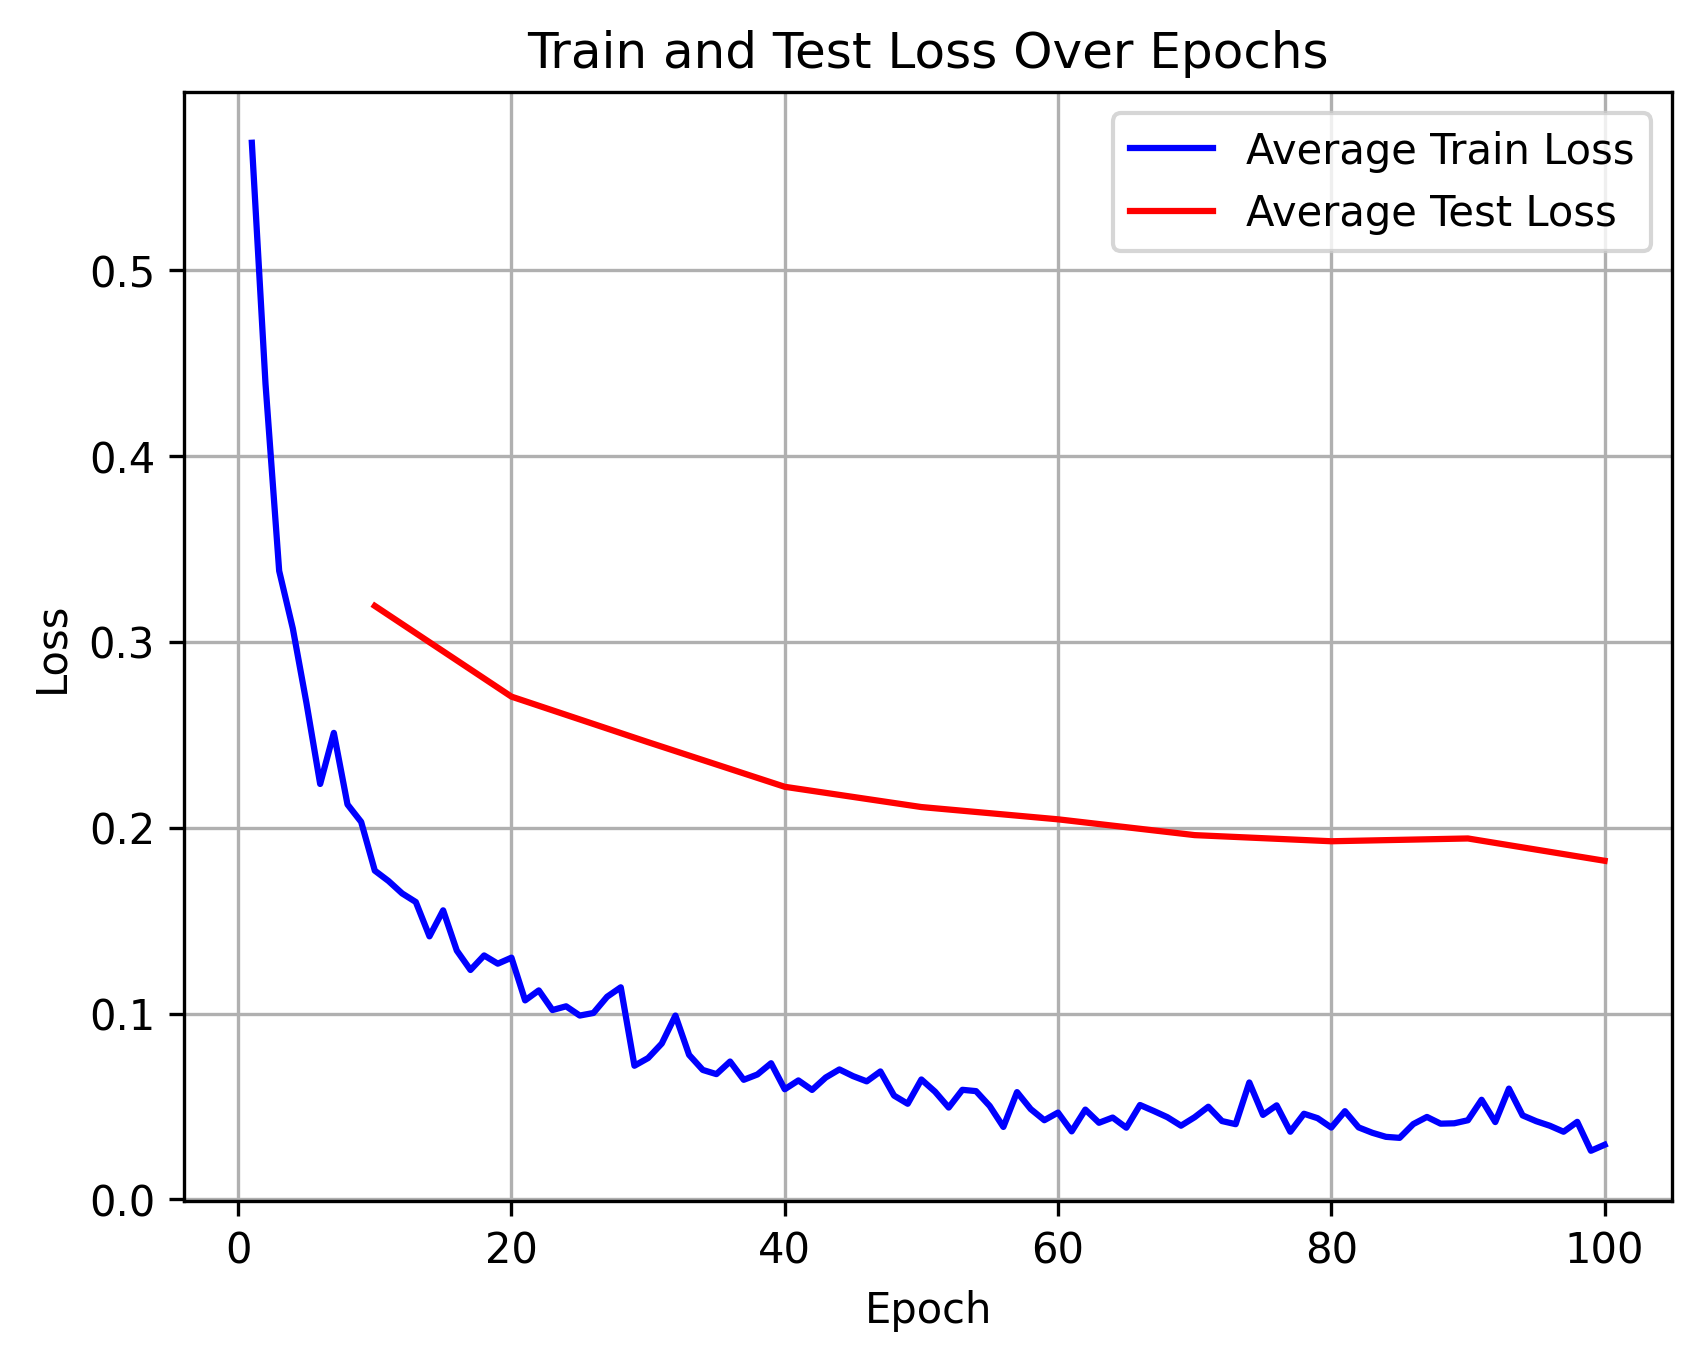 Train and Test Loss Over Epochs
Average Train Loss
Average Test Loss
0.5
0.4
0.3
0.2
0.1
0.0
Loss
0 20 40 60 80 100
Epoch